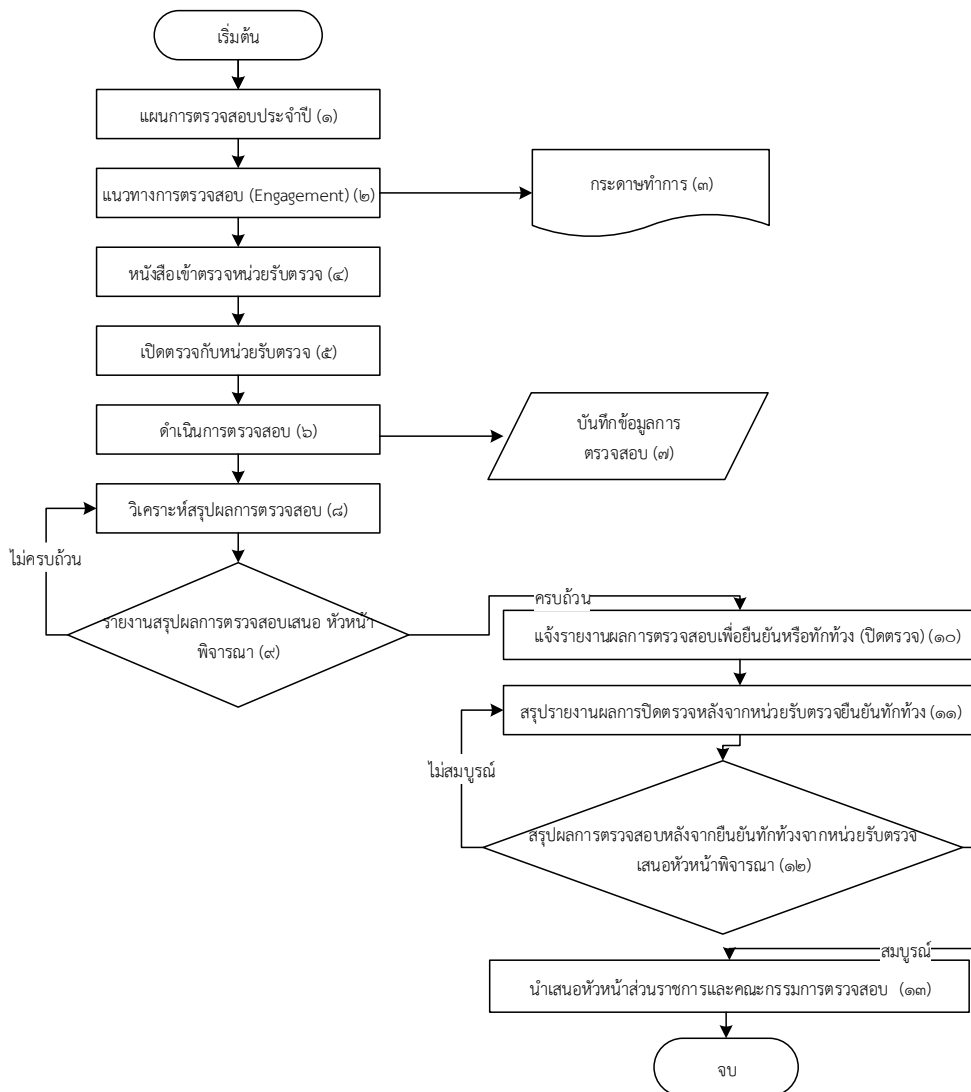 เริ่มต้น
แผนการตรวจสอบประจำปี (๑)
แนวทางการตรวจสอบ (Engagement) (๒)
กระดาษทำการ (๓)
หนังสือเข้าตรวจหน่วยรับตรวจ (๔)
เปิดตรวจกับหน่วยรับตรวจ (๕)
ดำเนินการตรวจสอบ (๖)
บันทึกข้อมูลการ
ตรวจสอบ (๗)
วิเคราะห์สรุปผลการตรวจสอบ (๘)
ไม่ครบถ้วน
รายงานสรุปผลการตรวจสอบเสนอ หัวหน้า
พิจารณา (๙)
ครบถ้วน
แจ้งรายงานผลการตรวจสอบเพื่อยืนยันหรือทักท้วง (ปิดตรวจ) (๑๐)
สรุปรายงานผลการปิดตรวจหลังจากหน่วยรับตรวจยืนยันทักท้วง (๑๑)
ไม่สมบูรณ์
สรุปผลการตรวจสอบหลังจากยืนยันทักท้วงจากหน่วยรับตรวจ
เสนอหัวหน้าพิจารณา (๑๒)
สมบูรณ์
นำเสนอหัวหน้าส่วนราชการและคณะกรรมการตรวจสอบ (๑๓)
จบ